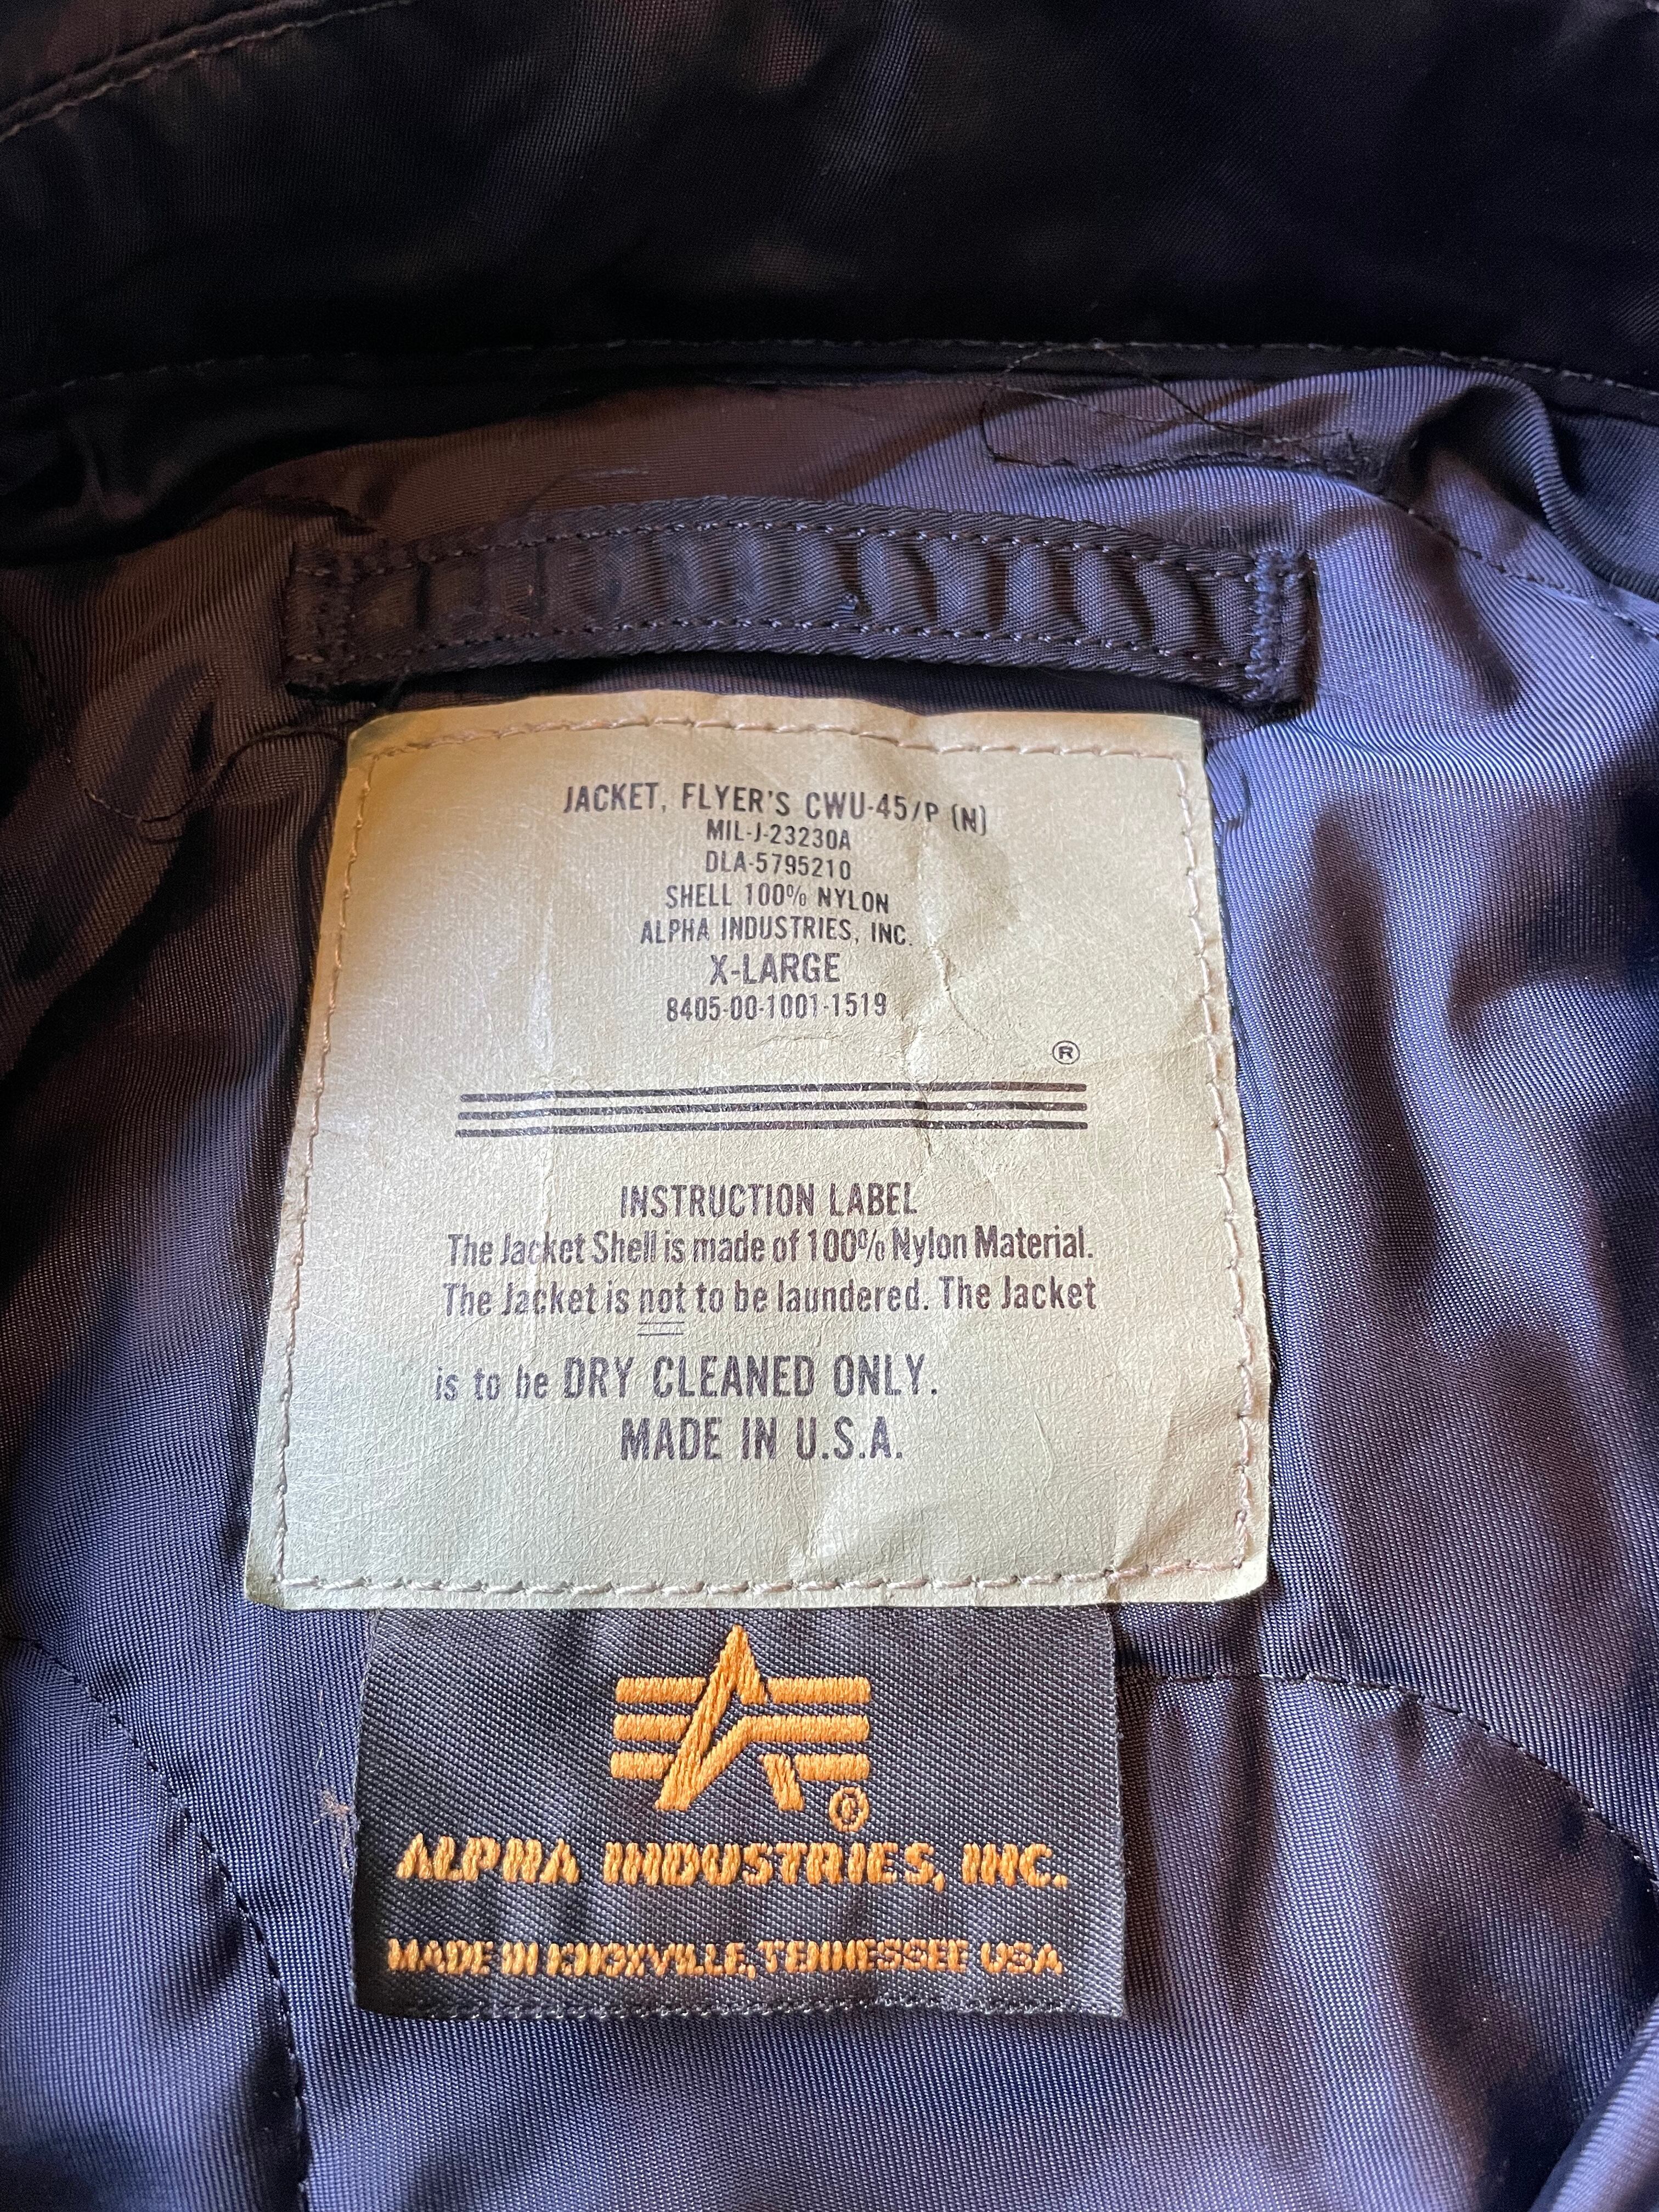 JACKET, FLYER'S CWU-45/P (N)
MIL-J-23230A
DLA-5795210
SHELL 100% NYLON
ALPHA INDUSTRIES, INC.
X-LARGE
8405-00-1001-1519
®
INSTRUCTION LABEL
The Jacket Shell is made of 100% Nylon Material.
The Jacket is not to be laundered. The Jacket
is to be DRY CLEANED ONLY.
MADE IN U.S.A.
®
ALPHA INDUSTRIES, INC.
MADE IN KNOXVILLE, TENNESSEE USA